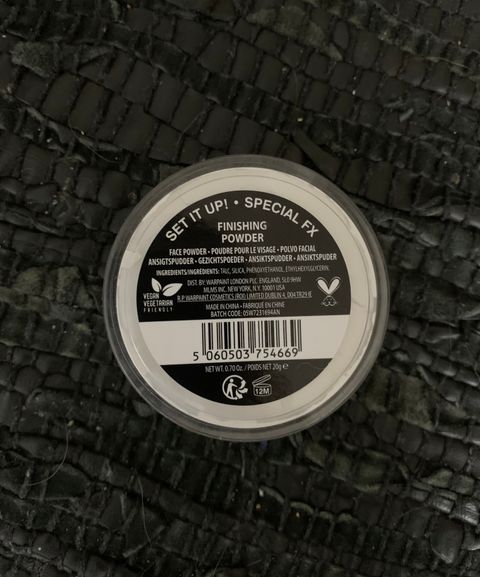 SET IT UP! • SPECIAL FX
FINISHING
POWDER
FACE POWDER • POUDRE POUR LE VISAGE • POLVO FACIAL
ANSIGTSPUDDER • GEZICHTSPOEDER • ANSIKTSPUDDER • ANSIKTSPUDER
INGREDIENTS/INGRÉDIENTS: TALC, SILICA, PHENOXYETHANOL, ETHYLHEXYLGLYCERIN.
DIST. BY: WARPAINT LONDON PLC. ENGLAND, SL0 9HW
MLMS INC. NEW YORK, N.Y. 10001 USA
R.P. WARPAINT COSMETICS (ROI) LIMITED DUBLIN 4, D04 TR29 IE
MADE IN CHINA • FABRIQUÉ EN CHINE
BATCH CODE: 05W7231694AN
VEGAN
VEGETARIAN
FRIENDLY
5 060503 754669
NET WT. 0.70 Oz. / POIDS NET 20g e
12M